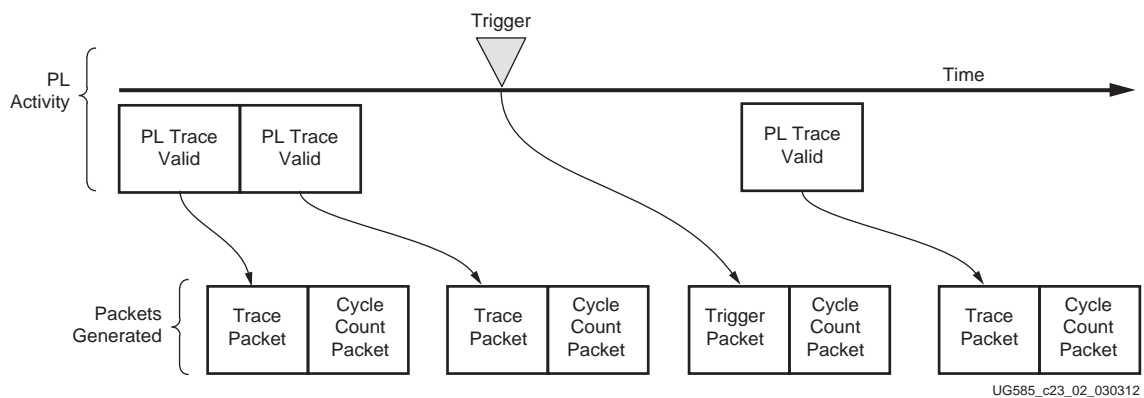 Trigger
PL
Activity
Time
PL Trace
Valid
PL Trace
Valid
PL Trace
Valid
Packets
Generated
Trace
Packet
Cycle
Count
Packet
Trace
Packet
Cycle
Count
Packet
Trigger
Packet
Cycle
Count
Packet
Trace
Packet
Cycle
Count
Packet
UG585_c23_02_030312